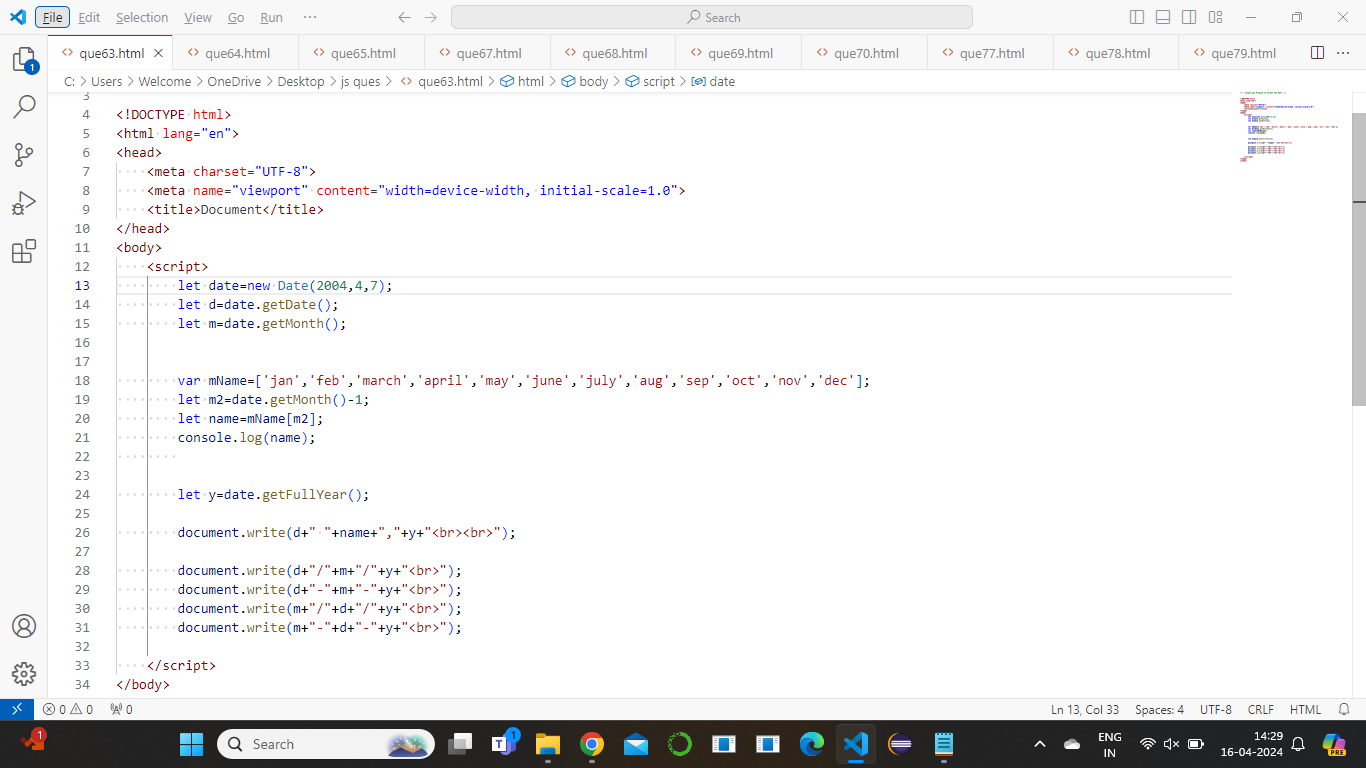 File Edit Selection View Go Run ··· Search
que63.html que64.html que65.html que67.html que68.html que69.html que70.html que77.html que78.html que79.html ···
C: > Users > Welcome > OneDrive > Desktop > js ques > que63.html > html > body > script > date
3
4 <!DOCTYPE html>
5 <html lang="en">
6 <head>
7 <meta charset="UTF-8">
8 <meta name="viewport" content="width=device-width, initial-scale=1.0">
9 <title>Document</title>
10 </head>
11 <body>
12 <script>
13 let date=new Date(2004,4,7);
14 let d=date.getDate();
15 let m=date.getMonth();
16
17
18 var mName=['jan','feb','march','april','may','june','july','aug','sep','oct','nov','dec'];
19 let m2=date.getMonth()-1;
20 let name=mName[m2];
21 console.log(name);
22
23
24 let y=date.getFullYear();
25
26 document.write(d+" "+name+","+y+"<br><br>");
27
28 document.write(d+"/"+m+"/"+y+"<br>");
29 document.write(d+"-"+m+"-"+y+"<br>");
30 document.write(m+"/"+d+"/"+y+"<br>");
31 document.write(m+"-"+d+"-"+y+"<br>");
32
33 </script>
34 </body>
1
0 0 0 Ln 13, Col 33 Spaces: 4 UTF-8 CRLF HTML
1 Search T 1 ENG 14:29
IN 16-04-2024 PRE